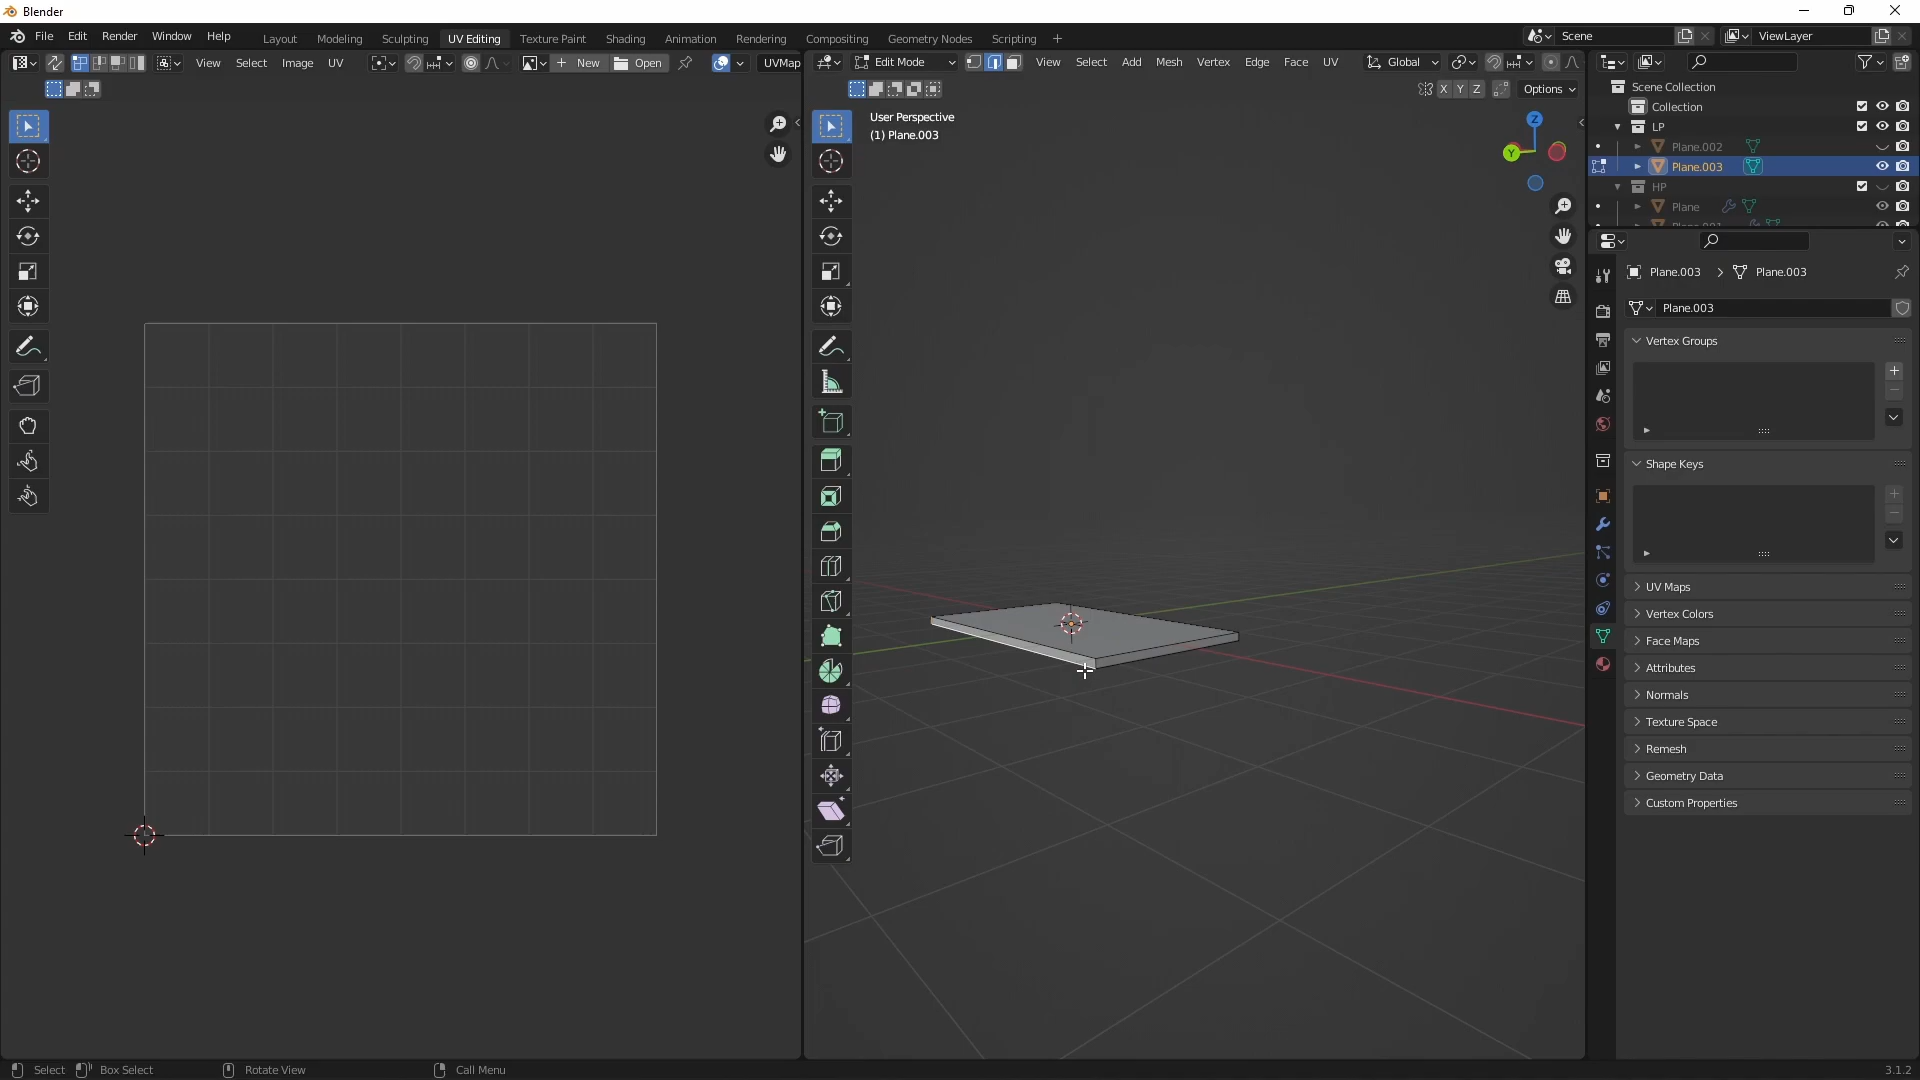 Blender
File Edit Render Window Help
Layout Modeling Sculpting UV Editing Texture Paint Shading Animation Rendering Compositing Geometry Nodes Scripting +
Scene
ViewLayer
View Select Image UV
New Open
UVMap
Edit Mode
View Select Add Mesh Vertex Edge Face UV
Global
X Y Z
Options
User Perspective
(1) Plane.003
Z
Y
Scene Collection
Collection
LP
Plane.002
Plane.003
HP
Plane
Plane.003 > Plane.003
Plane.003
Vertex Groups
Shape Keys
UV Maps
Vertex Colors
Face Maps
Attributes
Normals
Texture Space
Remesh
Geometry Data
Custom Properties
Select Box Select Rotate View Call Menu
3.1.2